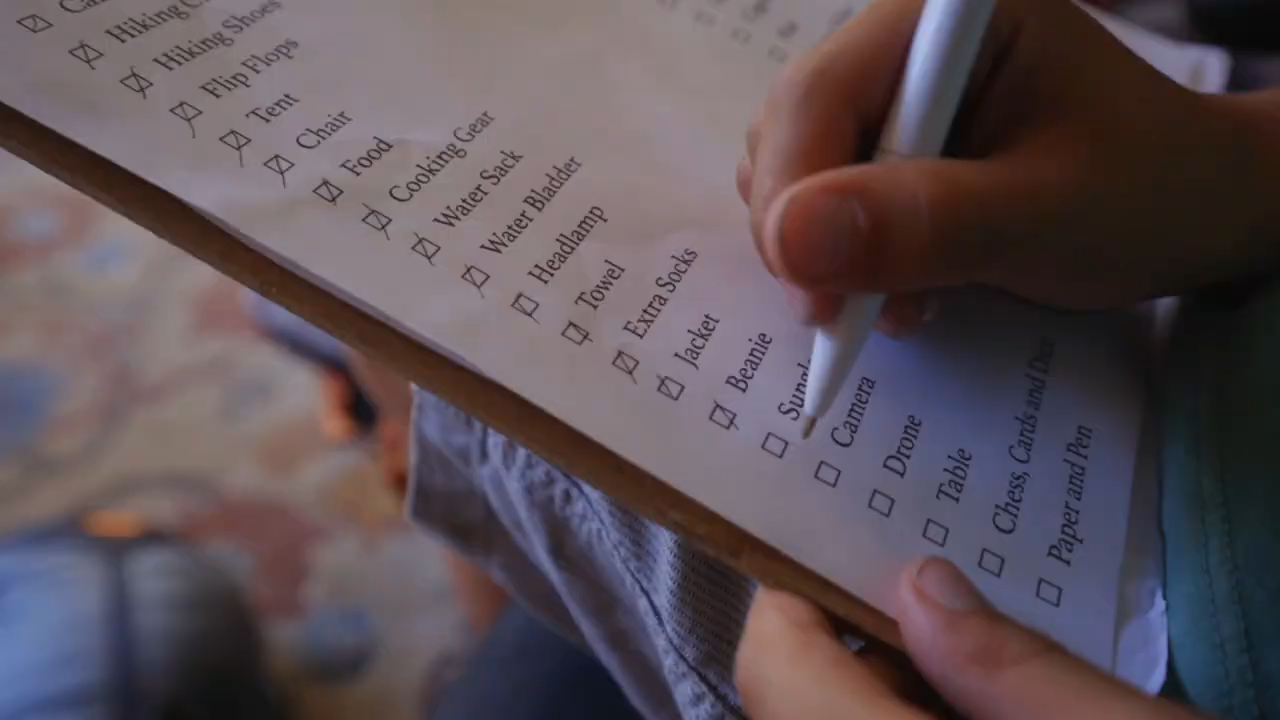 Hiking
Hiking Shoes
Flip Flops
Tent
Chair
Food
Cooking Gear
Water Sack
Water Bladder
Headlamp
Towel
Extra Socks
Jacket
Beanie
Camera
Drone
Table
Chess, Cards and
Paper and Pen